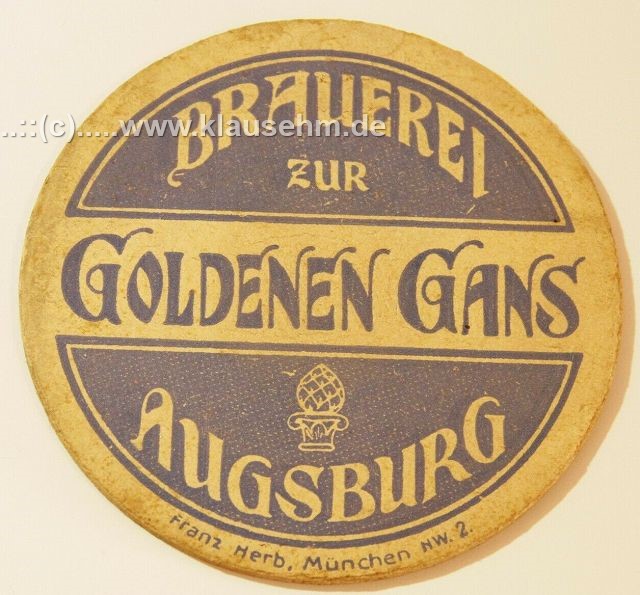 BRAUEREI
..::(c).....www.klausehm.de
ZUR
GOLDENEN GANS
AUGSBURG
Franz Herb, München NW. 2.